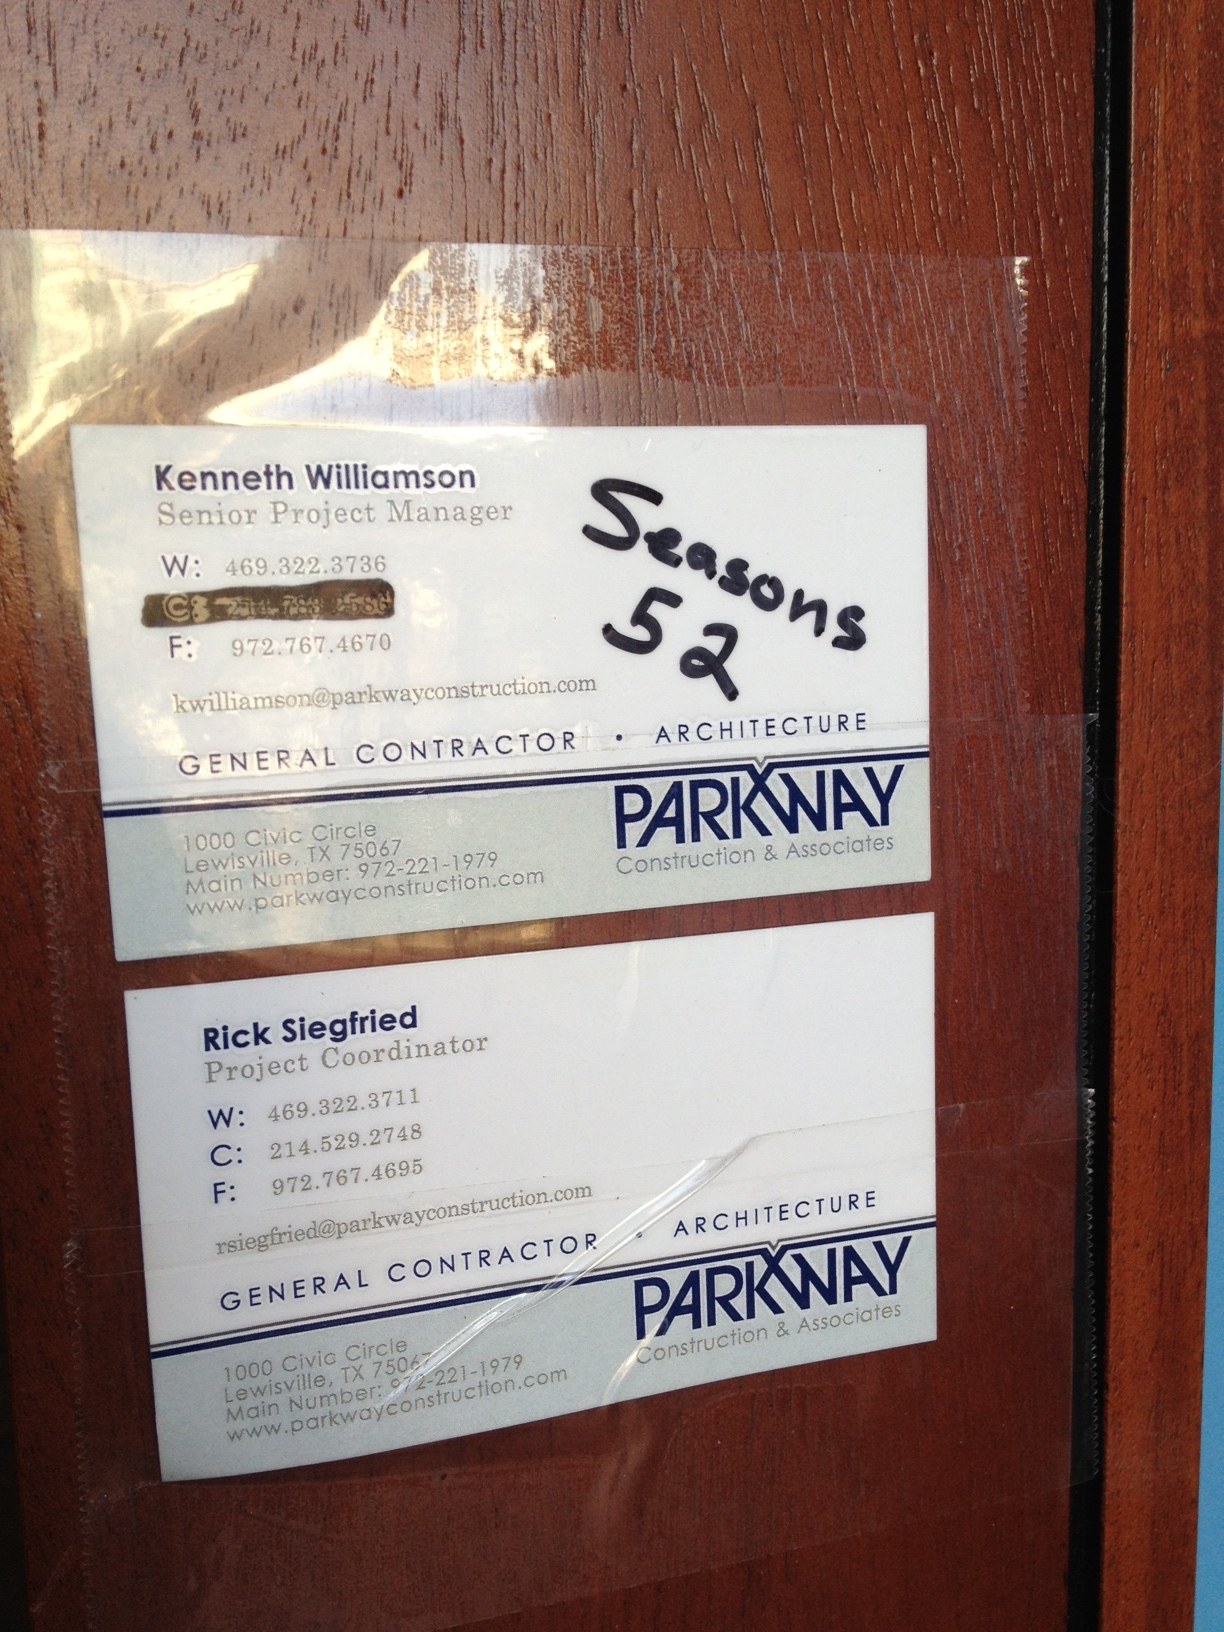 Kenneth Williamson
Senior Project Manager
W: 469.322.3736
C:
F: 972.767.4670
kwilliamson@parkwayconstruction.com
Seasons
52
GENERAL CONTRACTOR • ARCHITECTURE
PARKWAY
Construction & Associates
1000 Civic Circle
Lewisville, TX 75067
Main Number: 972-221-1979
www.parkwayconstruction.com
Rick Siegfried
Project Coordinator
W: 469.322.3711
C: 214.529.2748
F: 972.767.4695
rsiegfried@parkwayconstruction.com
GENERAL CONTRACTOR • ARCHITECTURE
PARKWAY
Construction & Associates
1000 Civic Circle
Lewisville, TX 75067
Main Number: 972-221-1979
www.parkwayconstruction.com